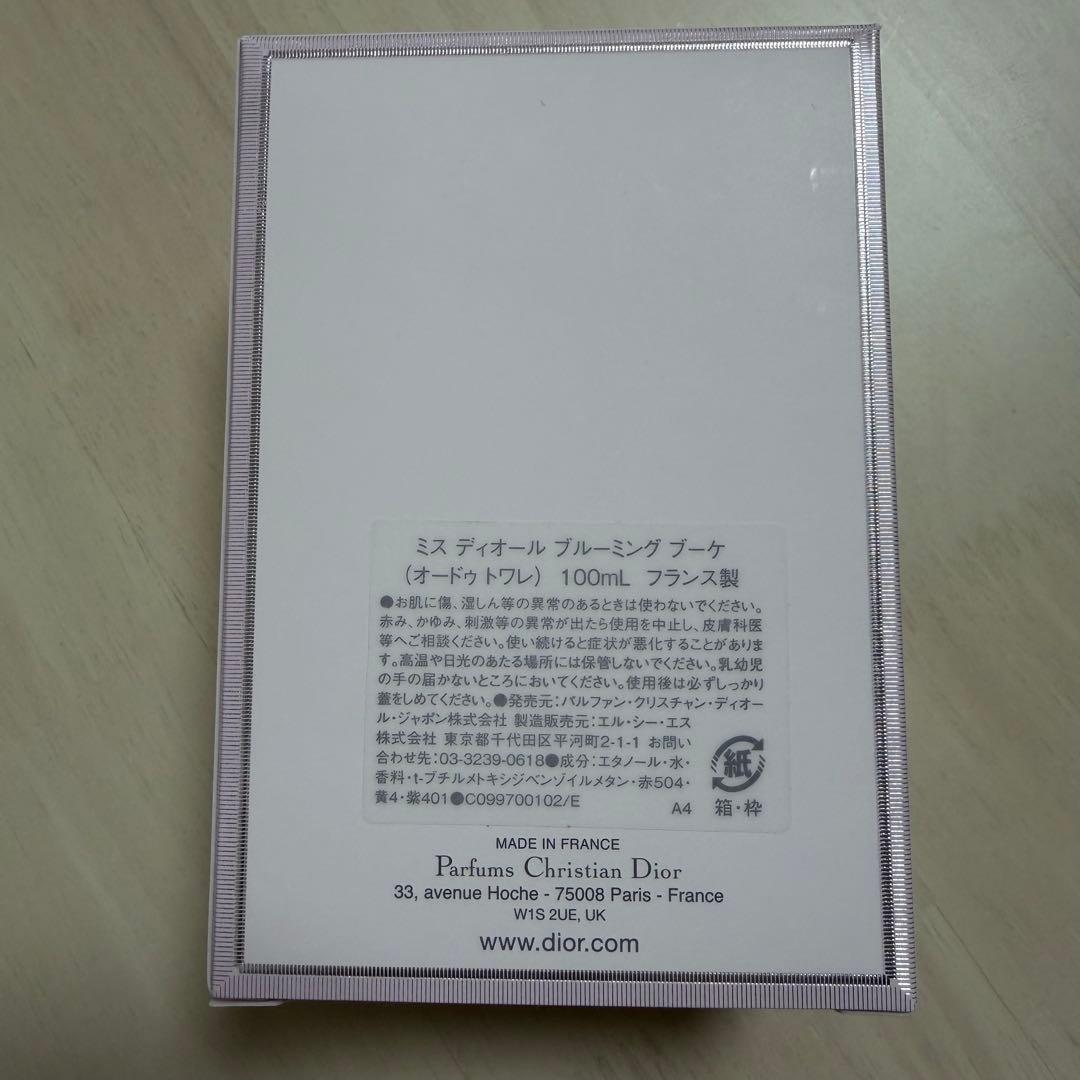 ミス ディオール ブルーミング ブーケ
（オードゥ トワレ） 100mL フランス製
●お肌に傷、湿しん等の異常のあるときは使わないでください。
赤み、かゆみ、刺激等の異常が出たら使用を中止し、皮膚科医
等へご相談ください。使い続けると症状が悪化することがありま
す。高温や日光のあたる場所には保管しないでください。乳幼児
の手の届かないところにおいてください。使用後は必ずしっかり
蓋をしめてください。●発売元：パルファン・クリスチャン・ディオー
ル・ジャポン株式会社 製造販売元：エル・シー・エス
株式会社 東京都千代田区平河町2-1-1 お問い
合わせ先：03-3239-0618●成分：エタノール・水・
香料・t-ブチルメトキシジベンゾイルメタン・赤504・
黄4・紫401●C099700102/E A4
紙
箱・枠
MADE IN FRANCE
Parfums Christian Dior
33, avenue Hoche - 75008 Paris - France
W1S 2UE, UK
www.dior.com